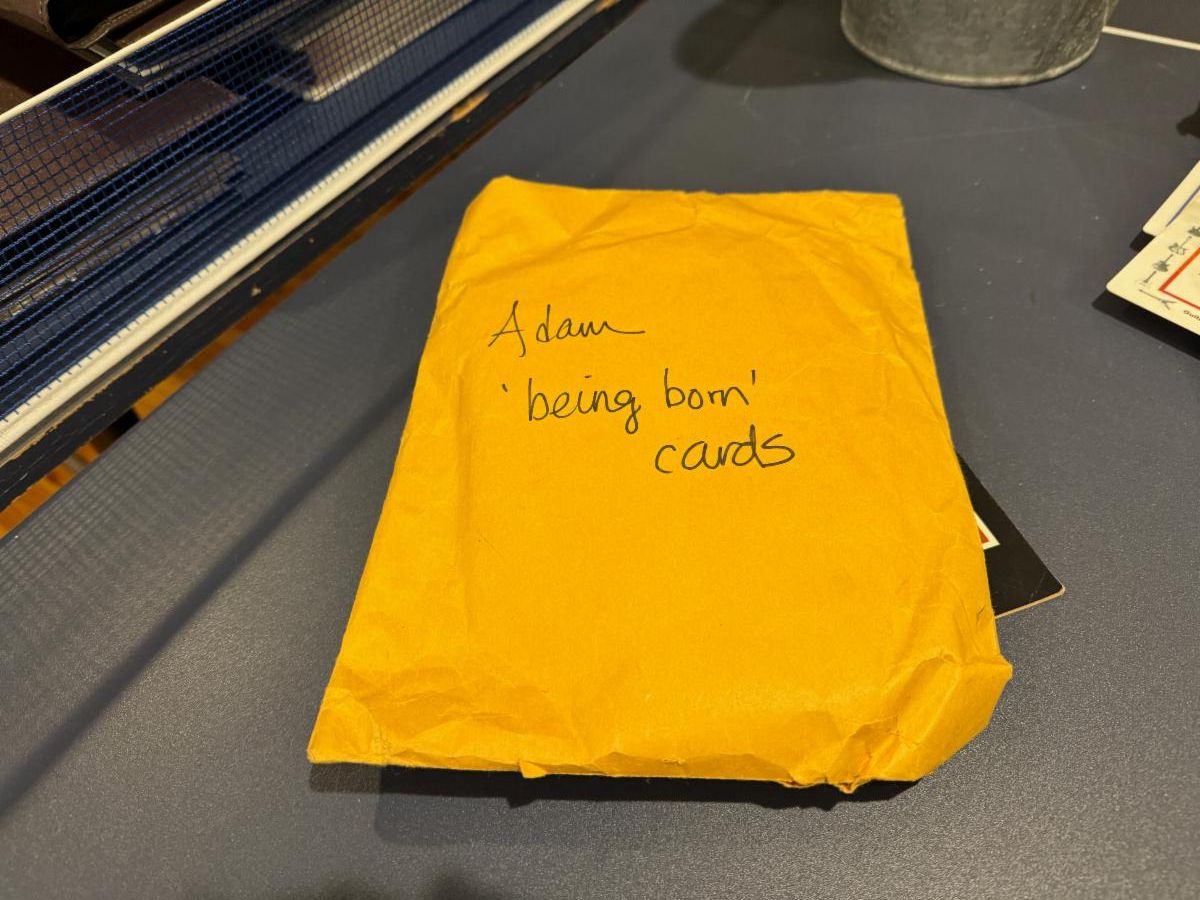 Adam
'being born'
cards